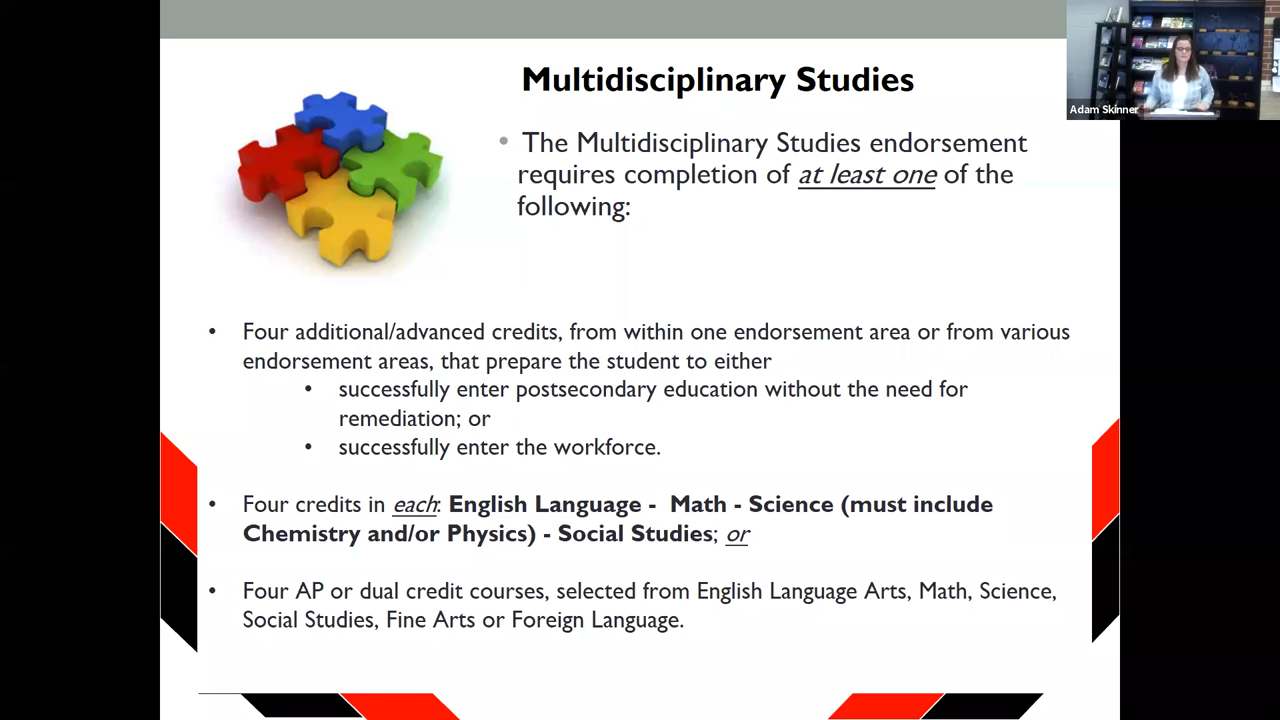 Multidisciplinary Studies
Adam Skinner
• The Multidisciplinary Studies endorsement
requires completion of at least one of the
following:
• Four additional/advanced credits, from within one endorsement area or from various
endorsement areas, that prepare the student to either
• successfully enter postsecondary education without the need for
remediation; or
• successfully enter the workforce.
• Four credits in each: English Language - Math - Science (must include
Chemistry and/or Physics) - Social Studies; or
• Four AP or dual credit courses, selected from English Language Arts, Math, Science,
Social Studies, Fine Arts or Foreign Language.